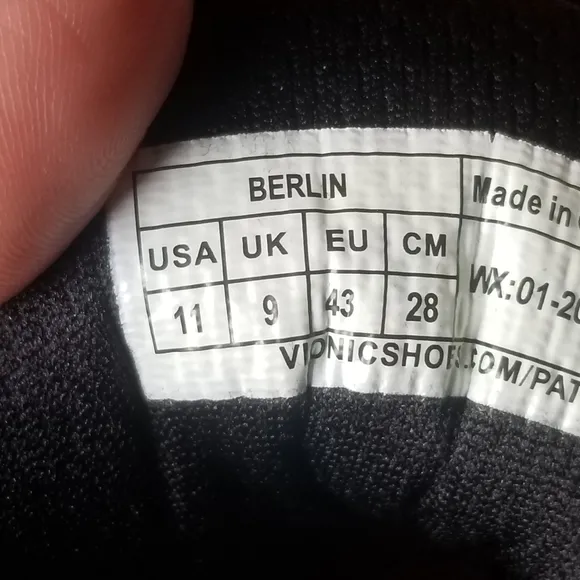 BERLIN
Made in
USA UK EU CM
11 9 43 28
WX:01-20
VIONICSHOES.COM/PAT